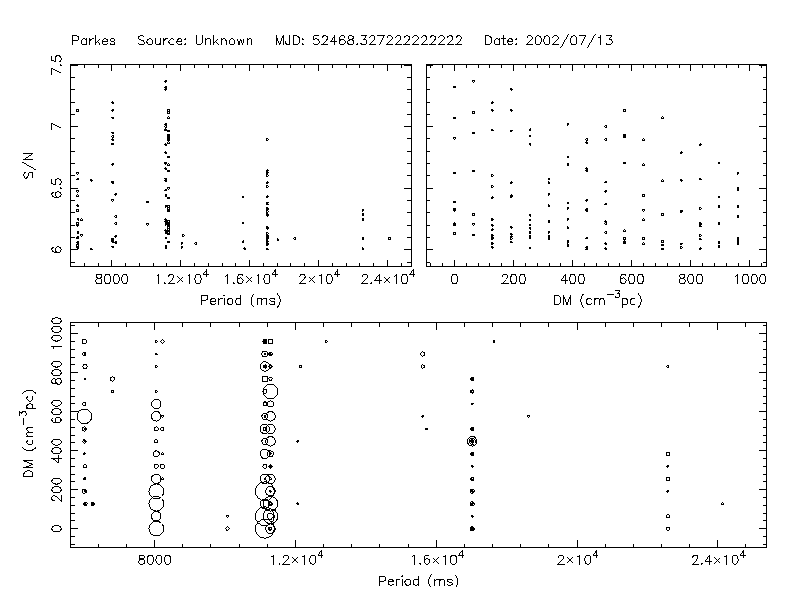 Parkes Source: Unknown MJD: 52468.327222222222 Date: 2002/07/13
7.5
7
6.5
6
S/N
8000 1.2×10⁴ 1.6×10⁴ 2×10⁴ 2.4×10⁴
Period (ms)
0 200 400 600 800 1000
DM (cm⁻³pc)
1000
800
600
400
200
0
DM (cm⁻³pc)
8000 1.2×10⁴ 1.6×10⁴ 2×10⁴ 2.4×10⁴
Period (ms)